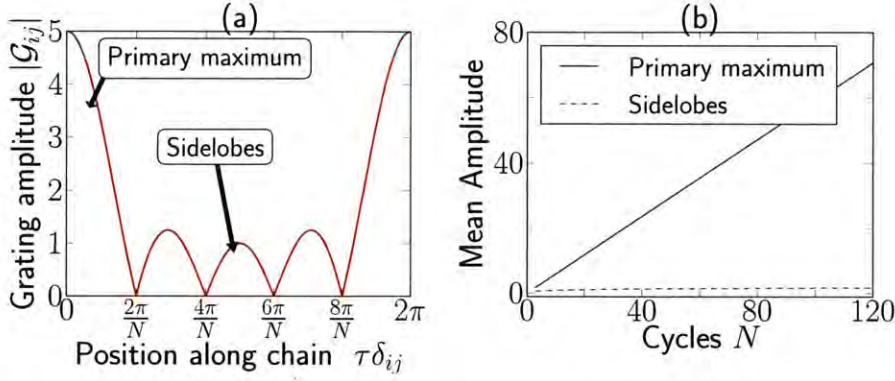 (a)
Grating amplitude |𝒢ij|
5
4
3
2
1
0
Primary maximum
Sidelobes
0
2π/N
4π/N
6π/N
8π/N
2π
Position along chain τδij
(b)
Mean Amplitude
80
40
0
Primary maximum
Sidelobes
0
40
80
120
Cycles N